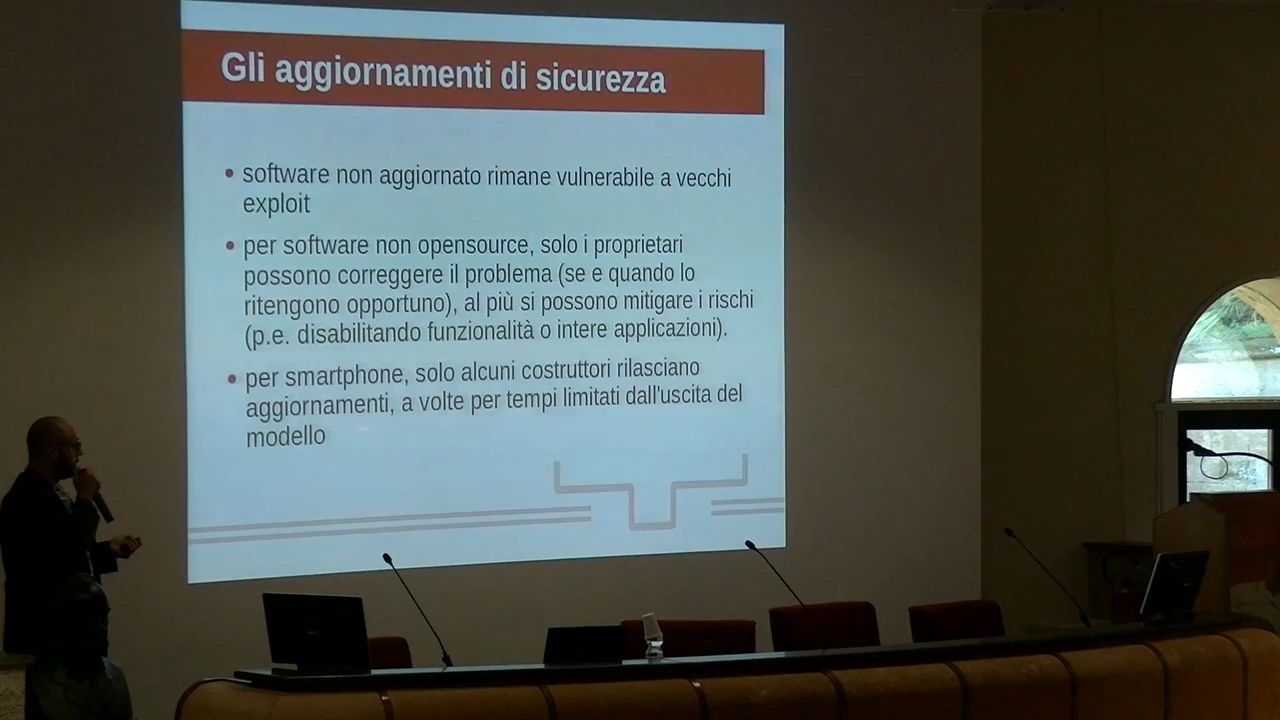 Gli aggiornamenti di sicurezza
• software non aggiornato rimane vulnerabile a vecchi
exploit
• per software non opensource, solo i proprietari
possono correggere il problema (se e quando lo
ritengono opportuno), al più si possono mitigare i rischi
(p.e. disabilitando funzionalità o intere applicazioni).
• per smartphone, solo alcuni costruttori rilasciano
aggiornamenti, a volte per tempi limitati dall'uscita del
modello